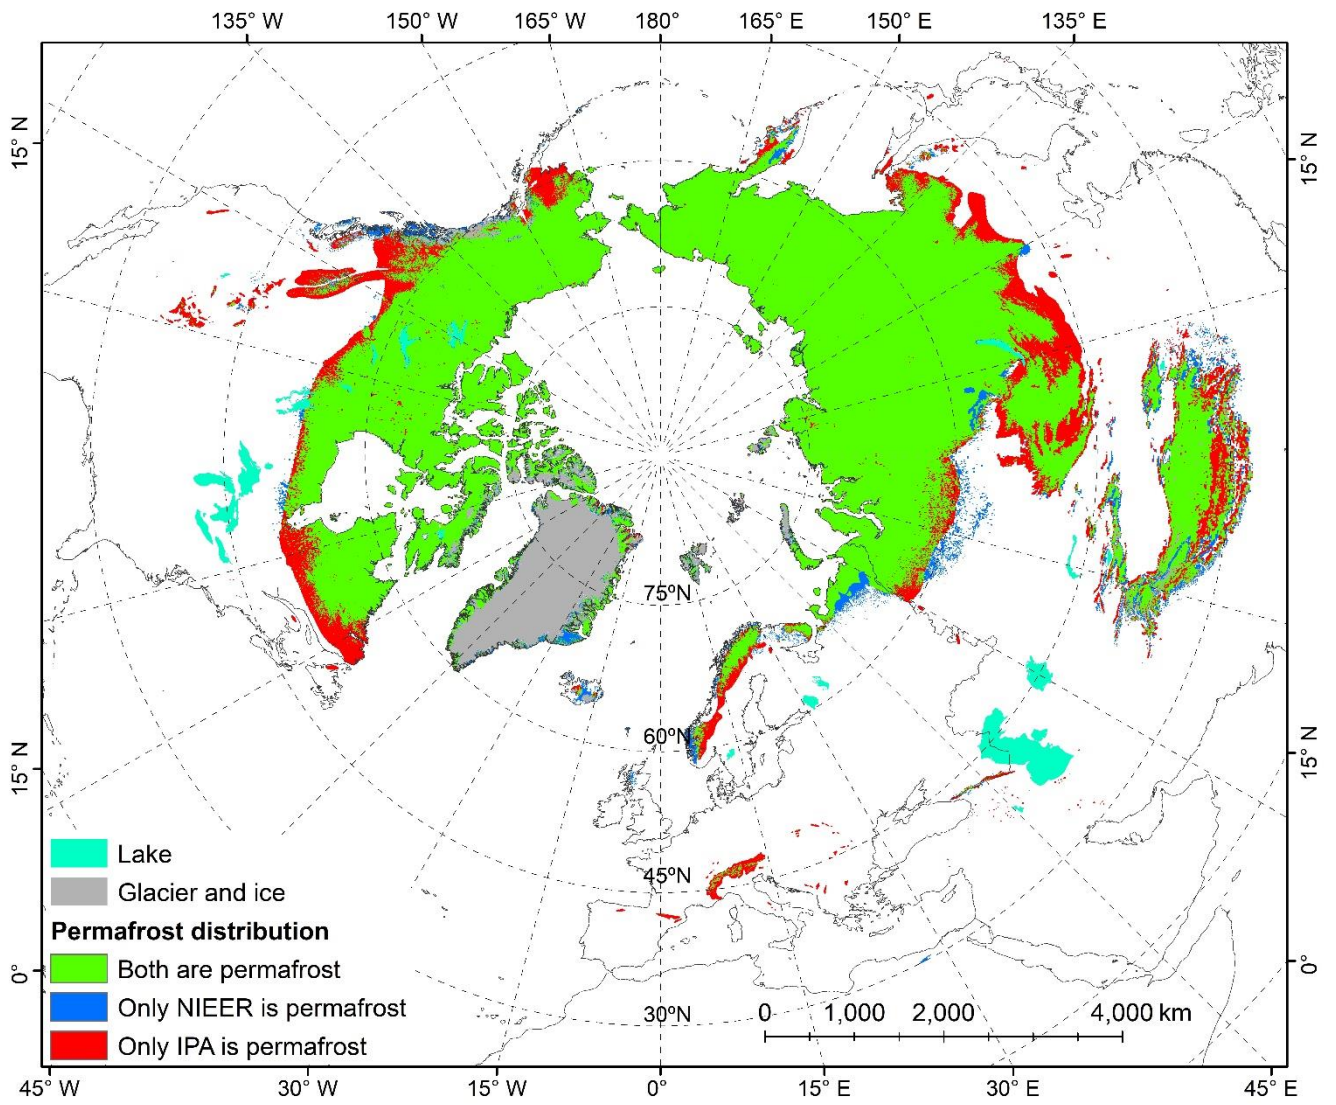 135° W 150° W 165° W 180° 165° E 150° E 135° E
15° N
15° N
75°N
60°N
15° N
15° N
45°N
30°N
0°
0°
Lake
Glacier and ice
Permafrost distribution
Both are permafrost
Only NIEER is permafrost
Only IPA is permafrost
0 1,000 2,000 4,000 km
45° W 30° W 15° W 0° 15° E 30° E 45° E